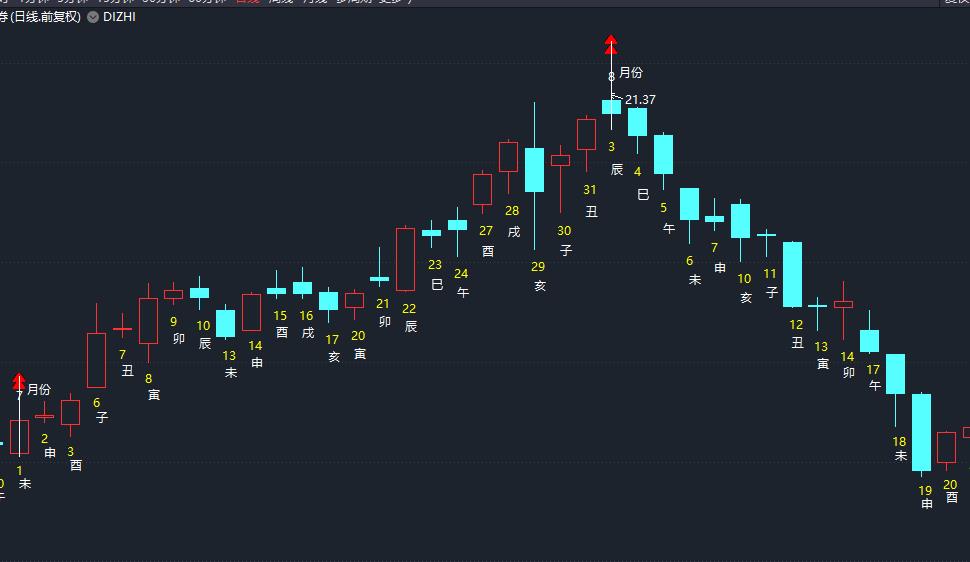 券(日线.前复权) DIZHI
8 月份
21.37
3
辰
4
巳
31
丑
5
午
28
戌
30
子
27
酉
29
亥
6
未
7
申
10
亥
11
子
23
巳
24
午
21
卯
22
辰
9
卯
10
辰
13
未
14
申
15
酉
16
戌
17
亥
20
寅
12
丑
13
寅
14
卯
17
午
7
丑
8
寅
7 月份
6
子
1
未
2
申
3
酉
18
未
19
申
20
酉